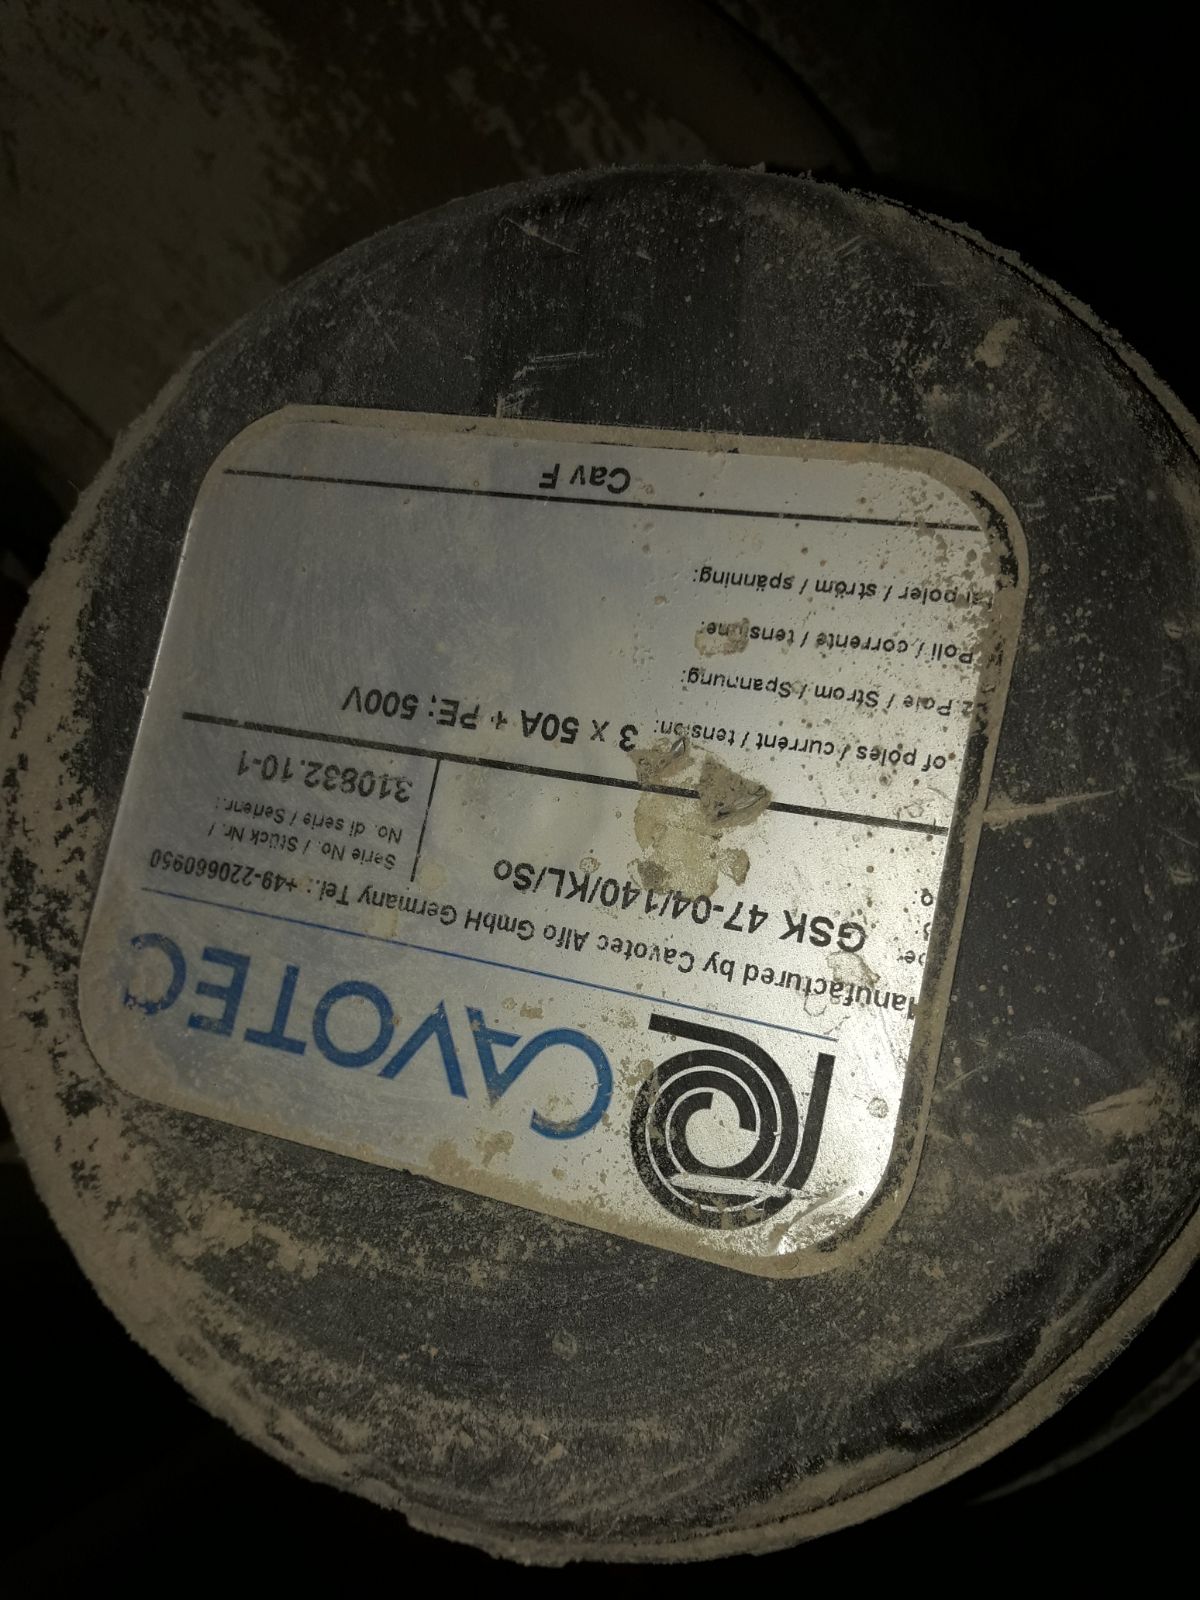 CAVOTEC
Manufactured by Cavotec Alfo GmbH Germany Tel.: +49-220660950
GSK 47-04/140/KL/So
Serie No. / Stück Nr. /
No. di serie / Serienr.:
310832.10-1
of poles / current / tension: 3 x 50A + PE; 500V
Pole / Strom / Spannung:
Poli / corrente / tensione:
poler / ström / spänning:
Cav F